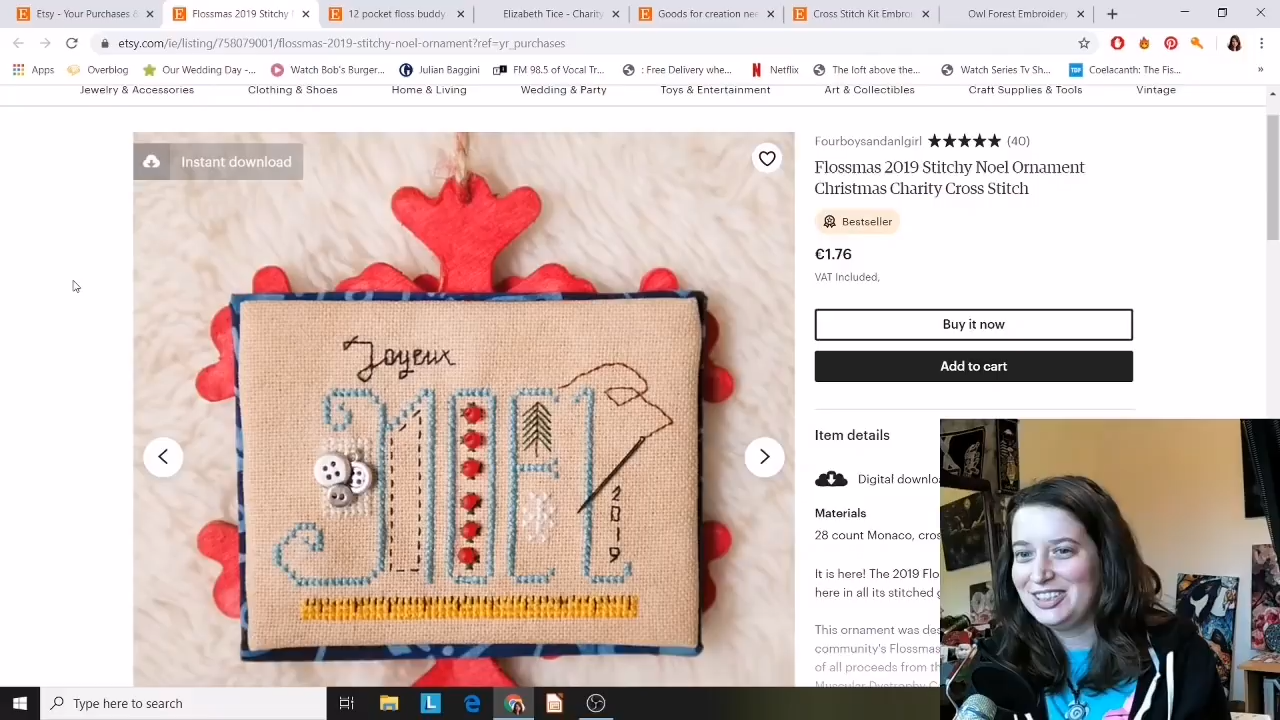 Etsy - Your Purchases &
Flossmas 2019 Stitchy
12 pocket floss buddy
Elizabeth Tice - Charity
Goods for creation nee
Cross Stitch Kit Embro
Owl Forest Embroidery
etsy.com/ie/listing/758079001/flossmas-2019-stitchy-noel-ornament?ref=yr_purchases
Apps
Overblog
Our Wedding Day -...
Watch Bob's Burger...
Julian Baggini
FM 98.5 of Vocal Tr...
: Free Delivery whe...
Netflix
The loft above the...
Watch Series Tv Sh...
TBP
Coelacanth: The Fis...
»
Jewelry & Accessories
Clothing & Shoes
Home & Living
Wedding & Party
Toys & Entertainment
Art & Collectibles
Craft Supplies & Tools
Vintage
Instant download
Joyeux
NOEL
2019
Fourboysandanlgirl
(40)
Flossmas 2019 Stitchy Noel Ornament
Christmas Charity Cross Stitch
Bestseller
€1.76
VAT Included,
Buy it now
Add to cart
Item details
Digital downlo
Materials
28 count Monaco, cros
It is here! The 2019 Flo
here in all its stitched g
This ornament was des
community's Flossmas
of all proceeds from th
Muscular Dystrophy C
Type here to search